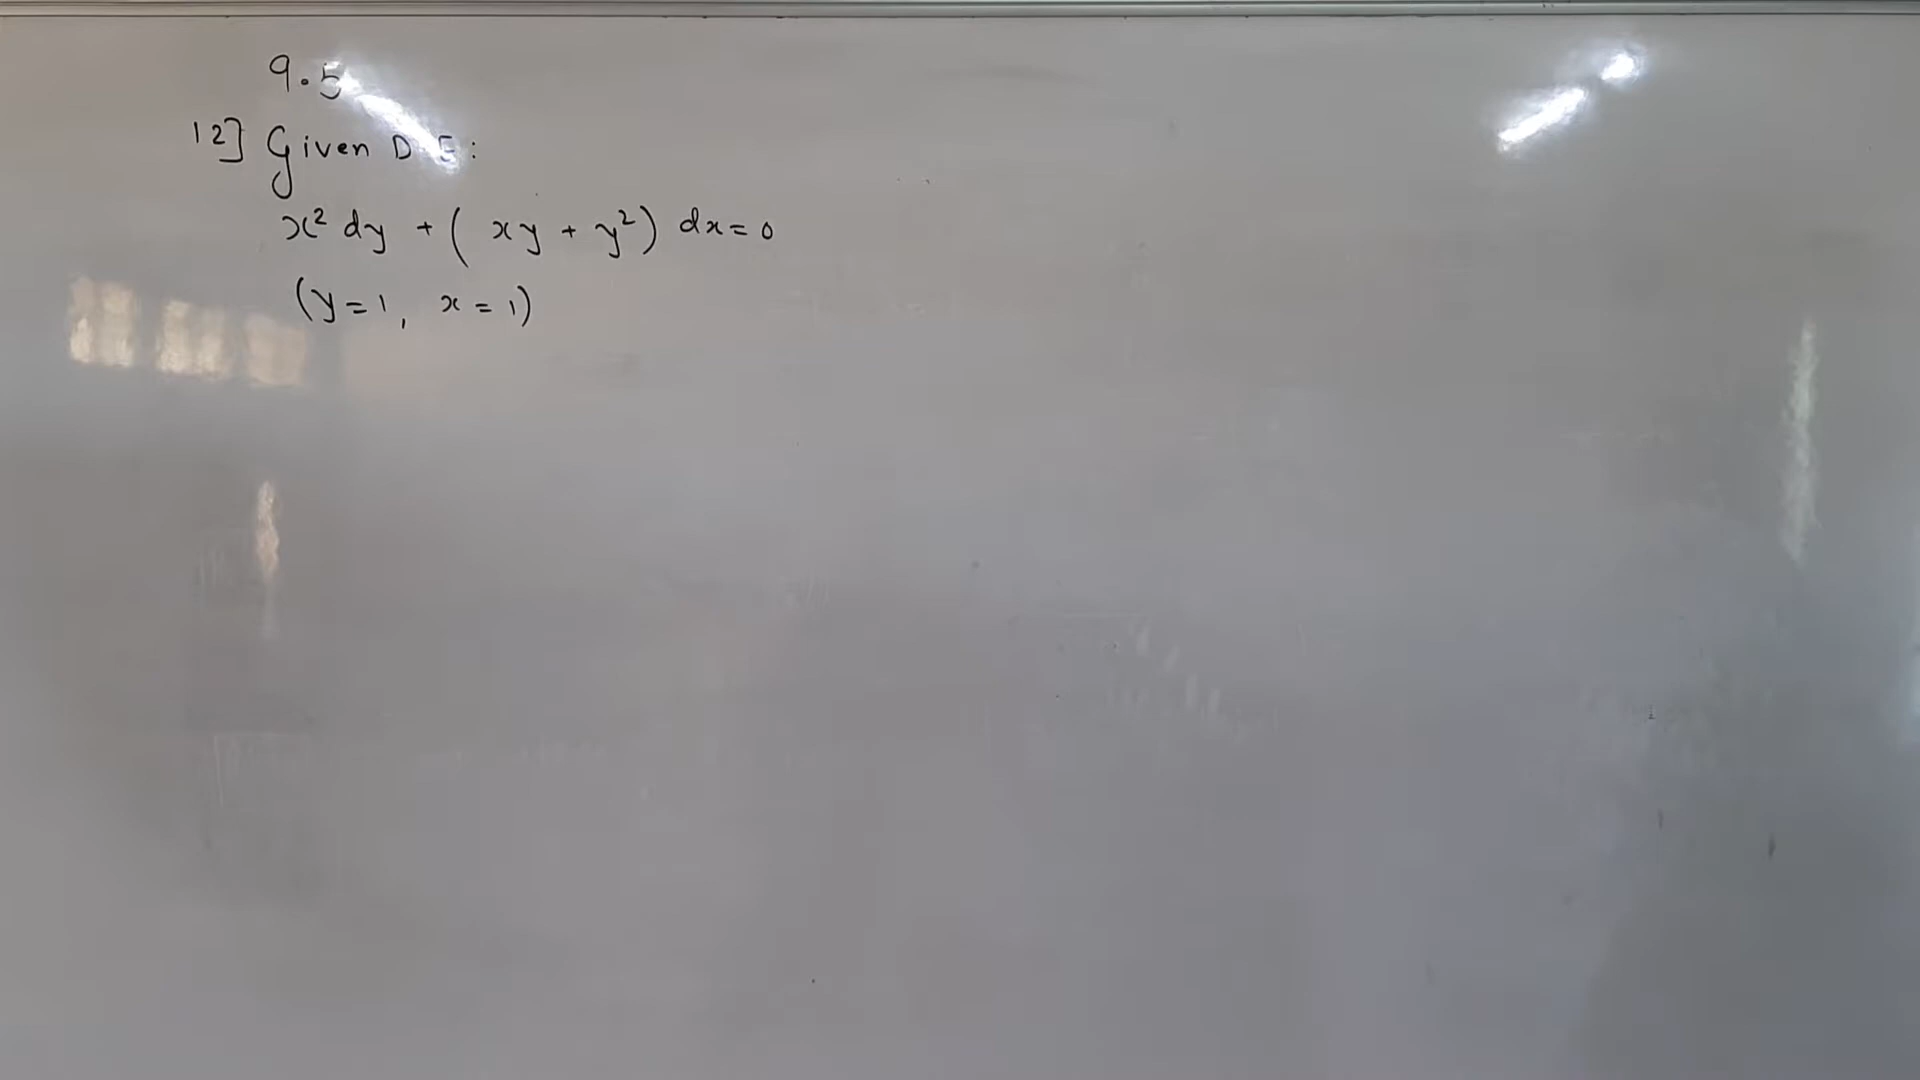 9.5
12] Given D.E:
x² dy + ( xy + y²) dx = 0
(y = 1, x = 1)